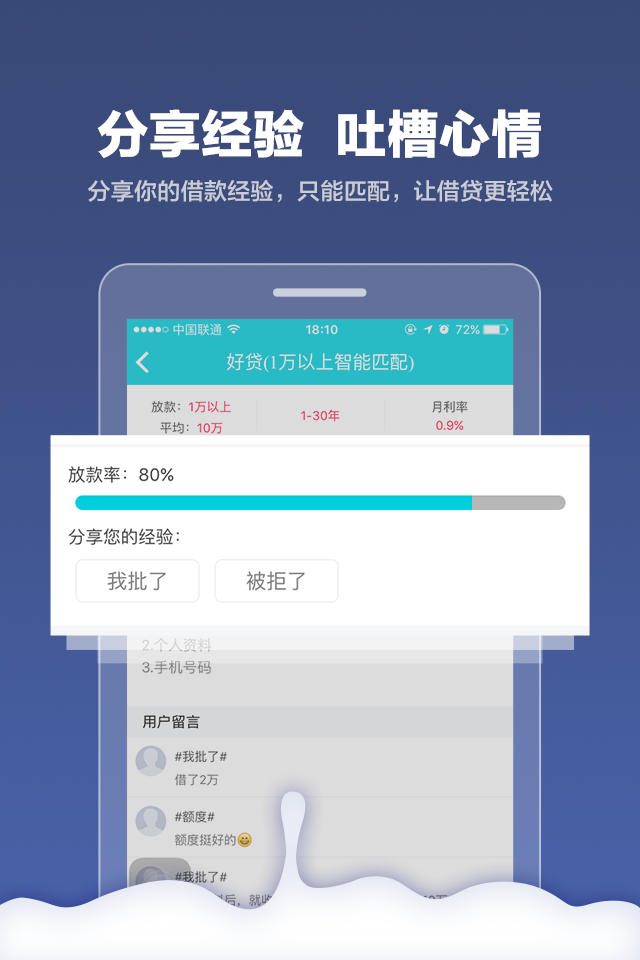 分享经验 吐槽心情
分享你的借款经验，只能匹配，让借贷更轻松
中国联通 18:10 72%
好贷(1万以上智能匹配)
放款：1万以上
平均：10万
1-30年
月利率
0.9%
放款率：80%
分享您的经验：
我批了 被拒了
2.个人资料
3.手机号码
用户留言
#我批了#
借了2万
#额度#
额度挺好的😄
#我批了#
后，就收